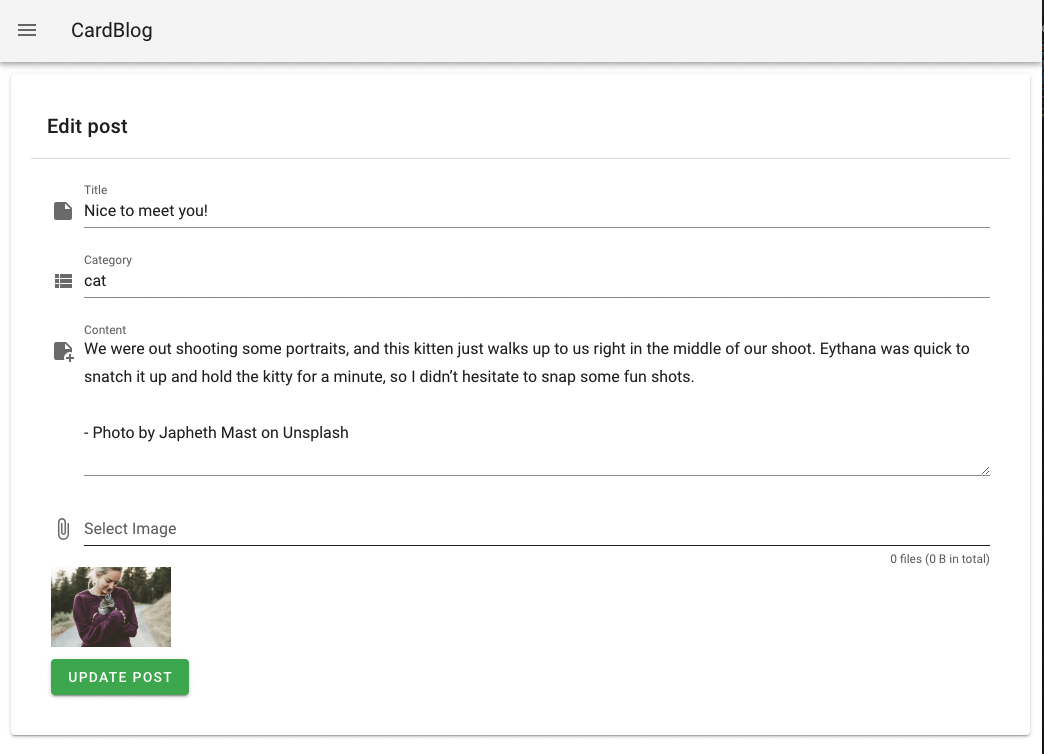 CardBlog
Edit post
Title
Nice to meet you!
Category
cat
Content
We were out shooting some portraits, and this kitten just walks up to us right in the middle of our shoot. Eythana was quick to
snatch it up and hold the kitty for a minute, so I didn’t hesitate to snap some fun shots.
- Photo by Japheth Mast on Unsplash
Select Image
0 files (0 B in total)
UPDATE POST